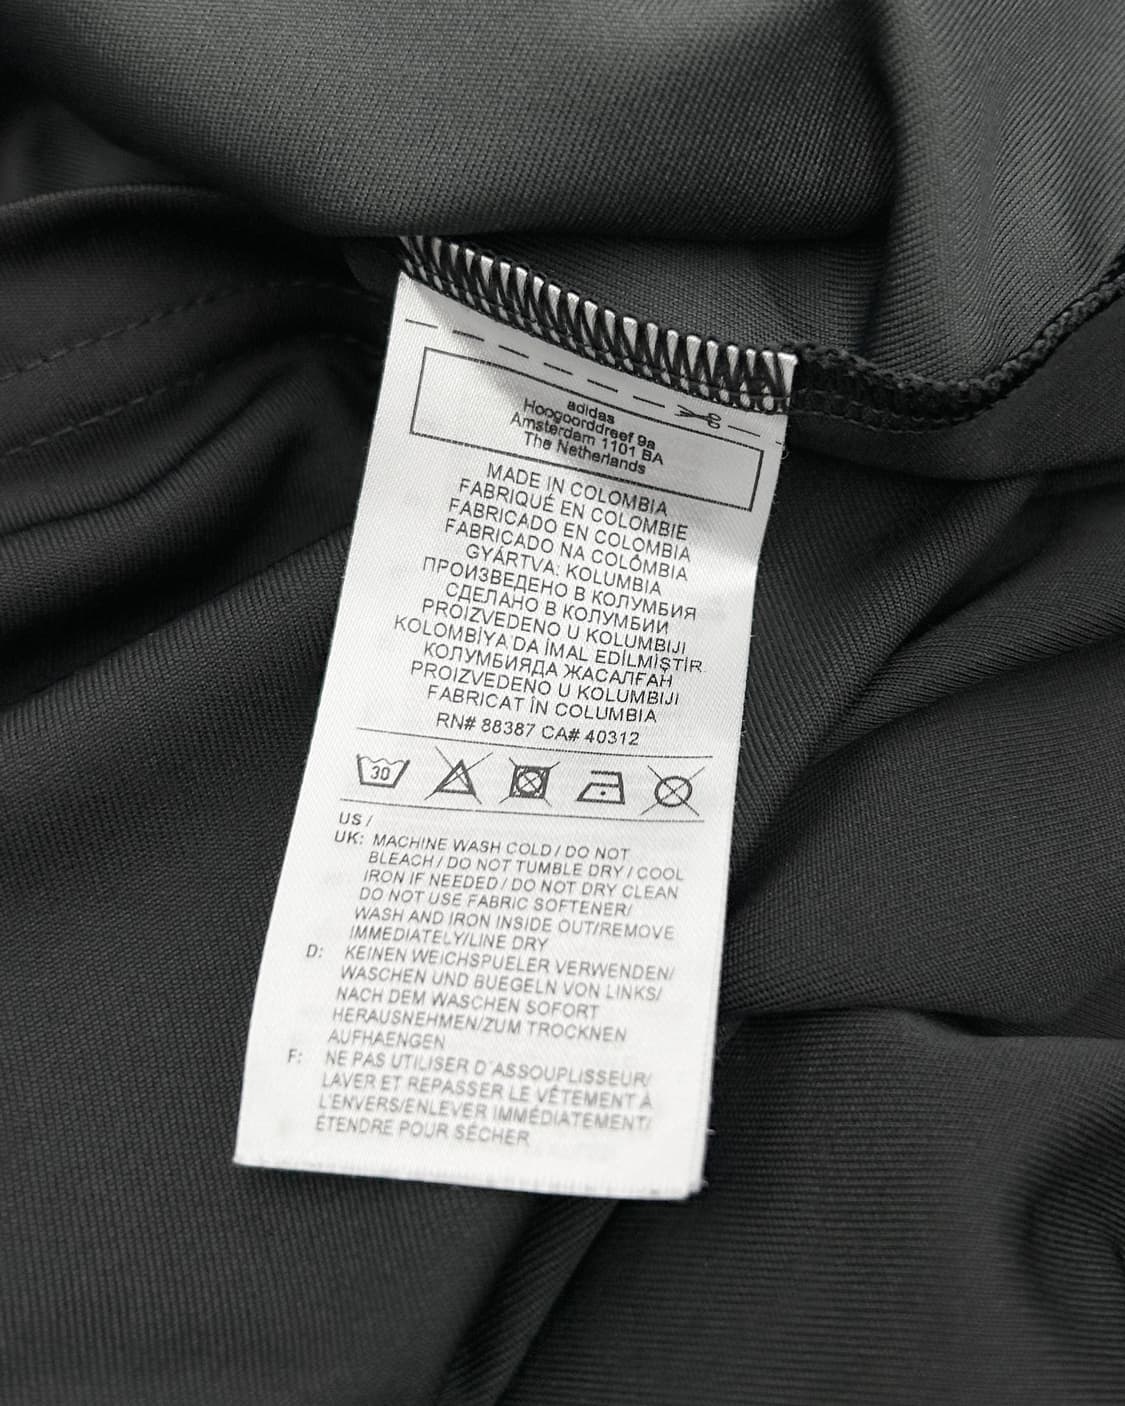 adidas
Hoogoorddreef 9a
Amsterdam 1101 BA
The Netherlands
MADE IN COLOMBIA
FABRIQUÉ EN COLOMBIE
FABRICADO EN COLOMBIA
FABRICADO NA COLÔMBIA
GYÁRTVA: KOLUMBIA
ПРОИЗВЕДЕНО В КОЛУМБИЯ
СДЕЛАНО В КОЛУМБИИ
PROIZVEDENO U KOLUMBIJI
KOLOMBİYA'DA İMAL EDİLMİŞTİR
КОЛУМБИЯДА ЖАСАЛҒАН
PROIZVEDENO U KOLUMBIJI
FABRICAT ÎN COLUMBIA
RN# 88387 CA# 40312
30
US /
UK: MACHINE WASH COLD / DO NOT
BLEACH / DO NOT TUMBLE DRY / COOL
IRON IF NEEDED / DO NOT DRY CLEAN
DO NOT USE FABRIC SOFTENER/
WASH AND IRON INSIDE OUT/REMOVE
IMMEDIATELY/LINE DRY
D: KEINEN WEICHSPUELER VERWENDEN/
WASCHEN UND BUEGELN VON LINKS/
NACH DEM WASCHEN SOFORT
HERAUSNEHMEN/ZUM TROCKNEN
AUFHAENGEN
F: NE PAS UTILISER D'ASSOUPLISSEUR/
LAVER ET REPASSER LE VÊTEMENT À
L'ENVERS/ENLEVER IMMÉDIATEMENT/
ÉTENDRE POUR SÉCHER